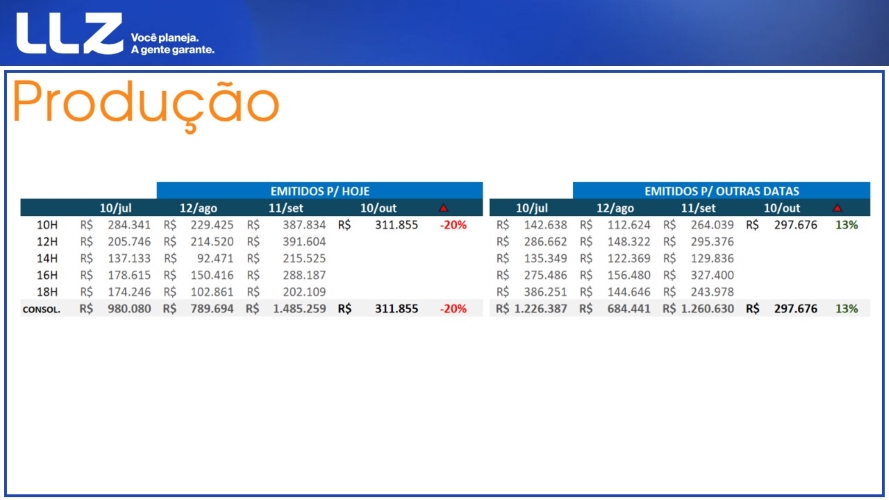 LLZ Você planeja.
A gente garante.
Produção
EMITIDOS P/ HOJE EMITIDOS P/ OUTRAS DATAS
10/jul 12/ago 11/set 10/out 10/jul 12/ago 11/set 10/out
10H R$ 284.341 R$ 229.425 R$ 387.834 R$ 311.855 -20% R$ 142.638 R$ 112.624 R$ 264.039 R$ 297.676 13%
12H R$ 205.746 R$ 214.520 R$ 391.604 R$ 286.662 R$ 148.322 R$ 295.376
14H R$ 137.133 R$ 92.471 R$ 215.525 R$ 135.349 R$ 122.369 R$ 129.836
16H R$ 178.615 R$ 150.416 R$ 288.187 R$ 275.486 R$ 156.480 R$ 327.400
18H R$ 174.246 R$ 102.861 R$ 202.109 R$ 386.251 R$ 144.646 R$ 243.978
CONSOL. R$ 980.080 R$ 789.694 R$ 1.485.259 R$ 311.855 -20% R$ 1.226.387 R$ 684.441 R$ 1.260.630 R$ 297.676 13%